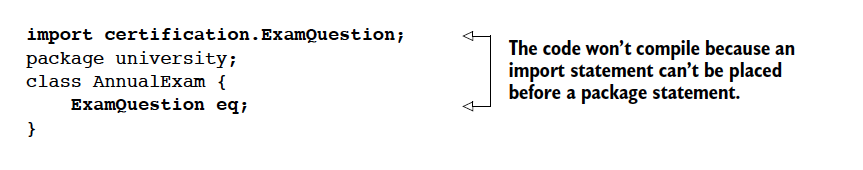 import certification.ExamQuestion;
package university;
class AnnualExam {
    ExamQuestion eq;
}
The code won't compile because an
import statement can't be placed
before a package statement.